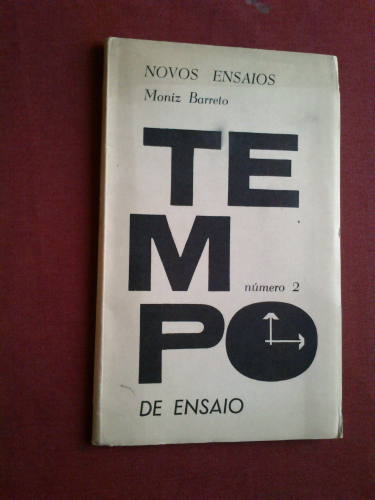 NOVOS ENSAIOS
Moniz Barreto
TE
M
número 2
PO
DE ENSAIO